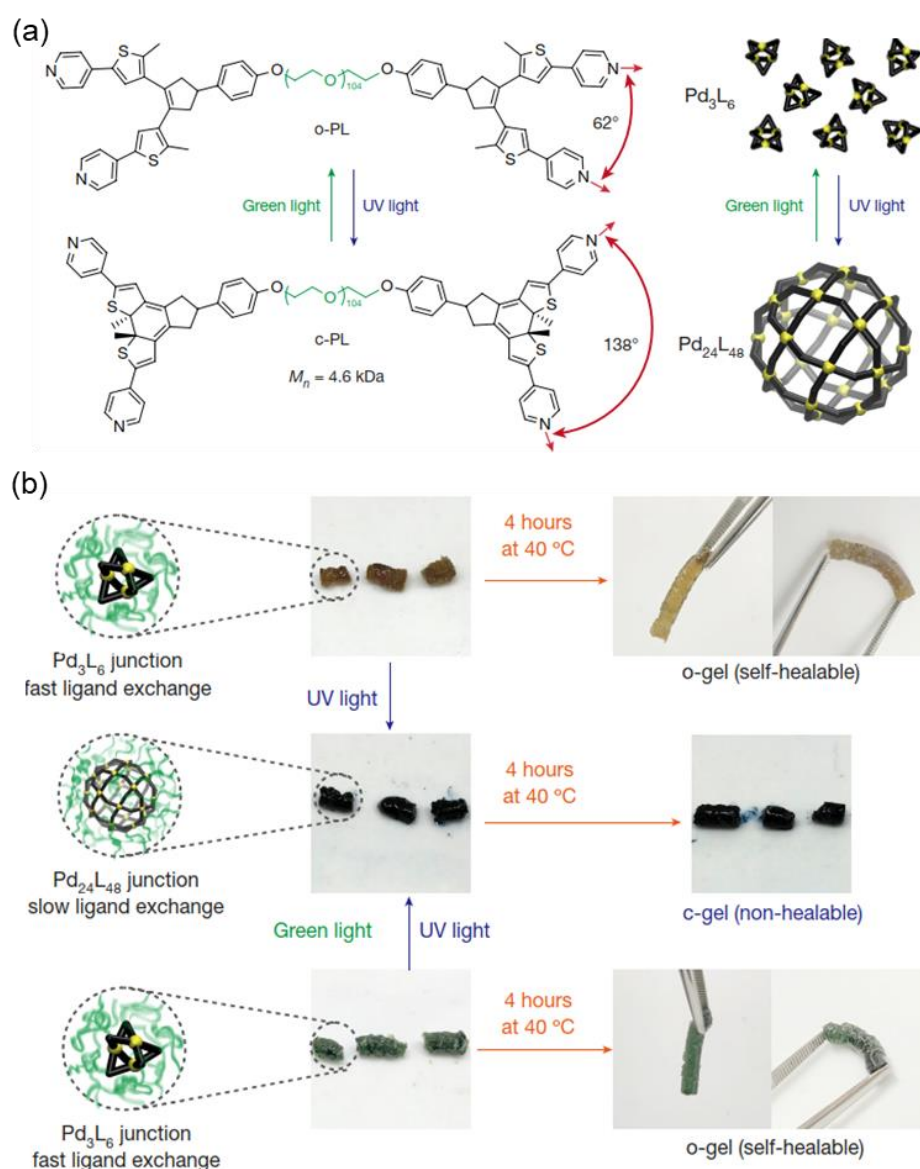 (a)
S
N
O
O
O
104
S
N
Pd₃L₆
62°
S
N
o-PL
S
N
Green light
UV light
Green light
UV light
N
N
S
O
O
O
104
S
138°
Pd₂₄L₄₈
S
c-PL
S
Mₙ = 4.6 kDa
N
N
(b)
4 hours
at 40 °C
Pd₃L₆ junction
fast ligand exchange
o-gel (self-healable)
UV light
4 hours
at 40 °C
Pd₂₄L₄₈ junction
slow ligand exchange
c-gel (non-healable)
Green light
UV light
4 hours
at 40 °C
Pd₃L₆ junction
fast ligand exchange
o-gel (self-healable)